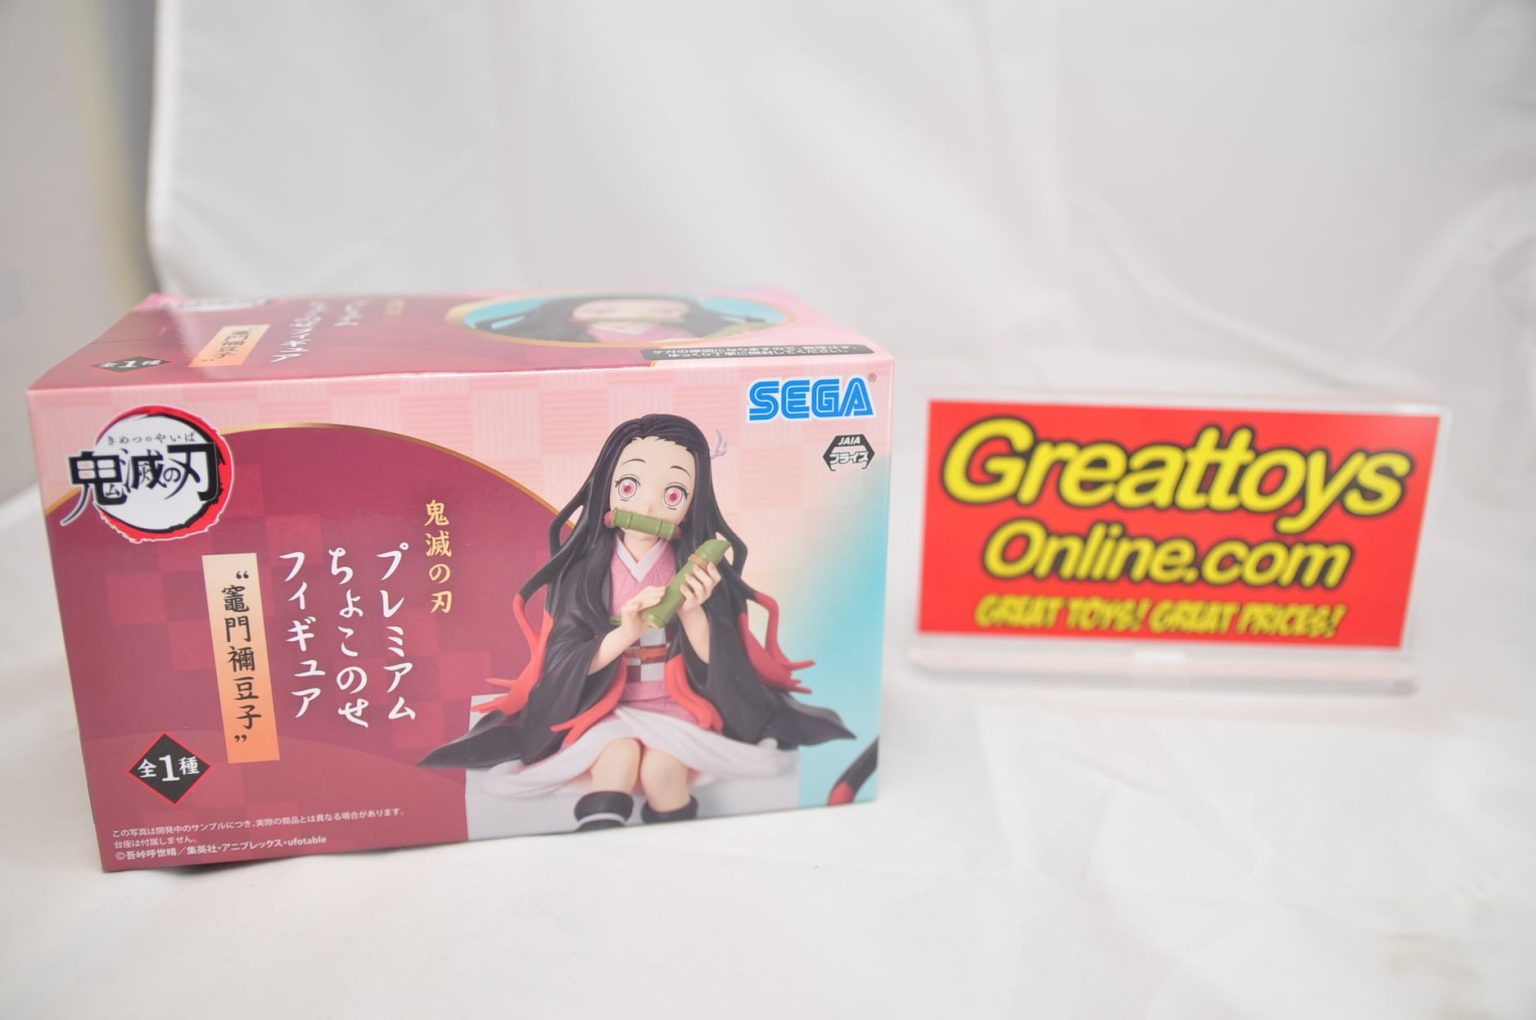 きめつのやいば
鬼滅の刃
鬼滅の刃
プレミアム
ちょこのせ
フィギュア
“竈門禰豆子”
全1種
この写真は開発中のサンプルにつき、実際の商品とは異なる場合があります。
台座は付属しません。
©吾峠呼世晴／集英社・アニプレックス・ufotable
SEGA®
JAIA
プライズ
全1種
Greattoys
Online.com
GREAT TOYS! GREAT PRICES!